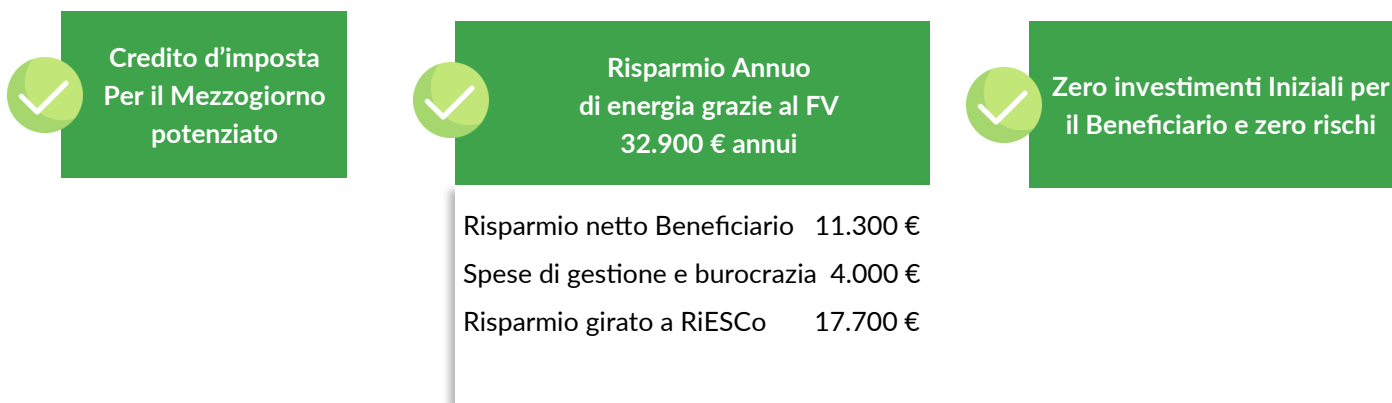 Credito d’imposta
Per il Mezzogiorno
potenziato
Risparmio Annuo
di energia grazie al FV
32.900 € annui
Risparmio netto Beneficiario 11.300 €
Spese di gestione e burocrazia 4.000 €
Risparmio girato a RiESCo 17.700 €
Zero investimenti Iniziali per
il Beneficiario e zero rischi